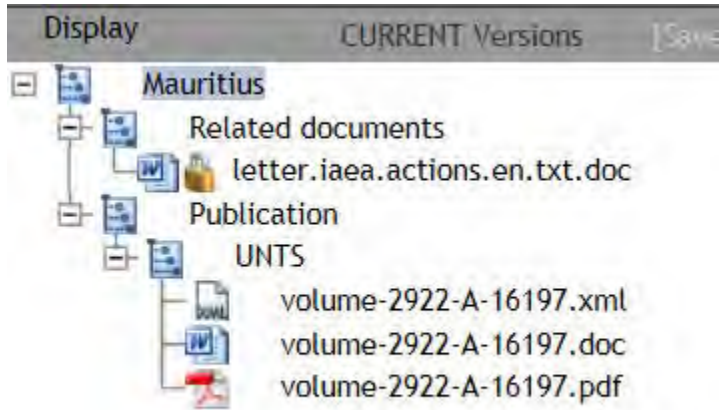 Display CURRENT Versions [Save
Mauritius
Related documents
letter.iaea.actions.en.txt.doc
Publication
UNTS
volume-2922-A-16197.xml
volume-2922-A-16197.doc
volume-2922-A-16197.pdf